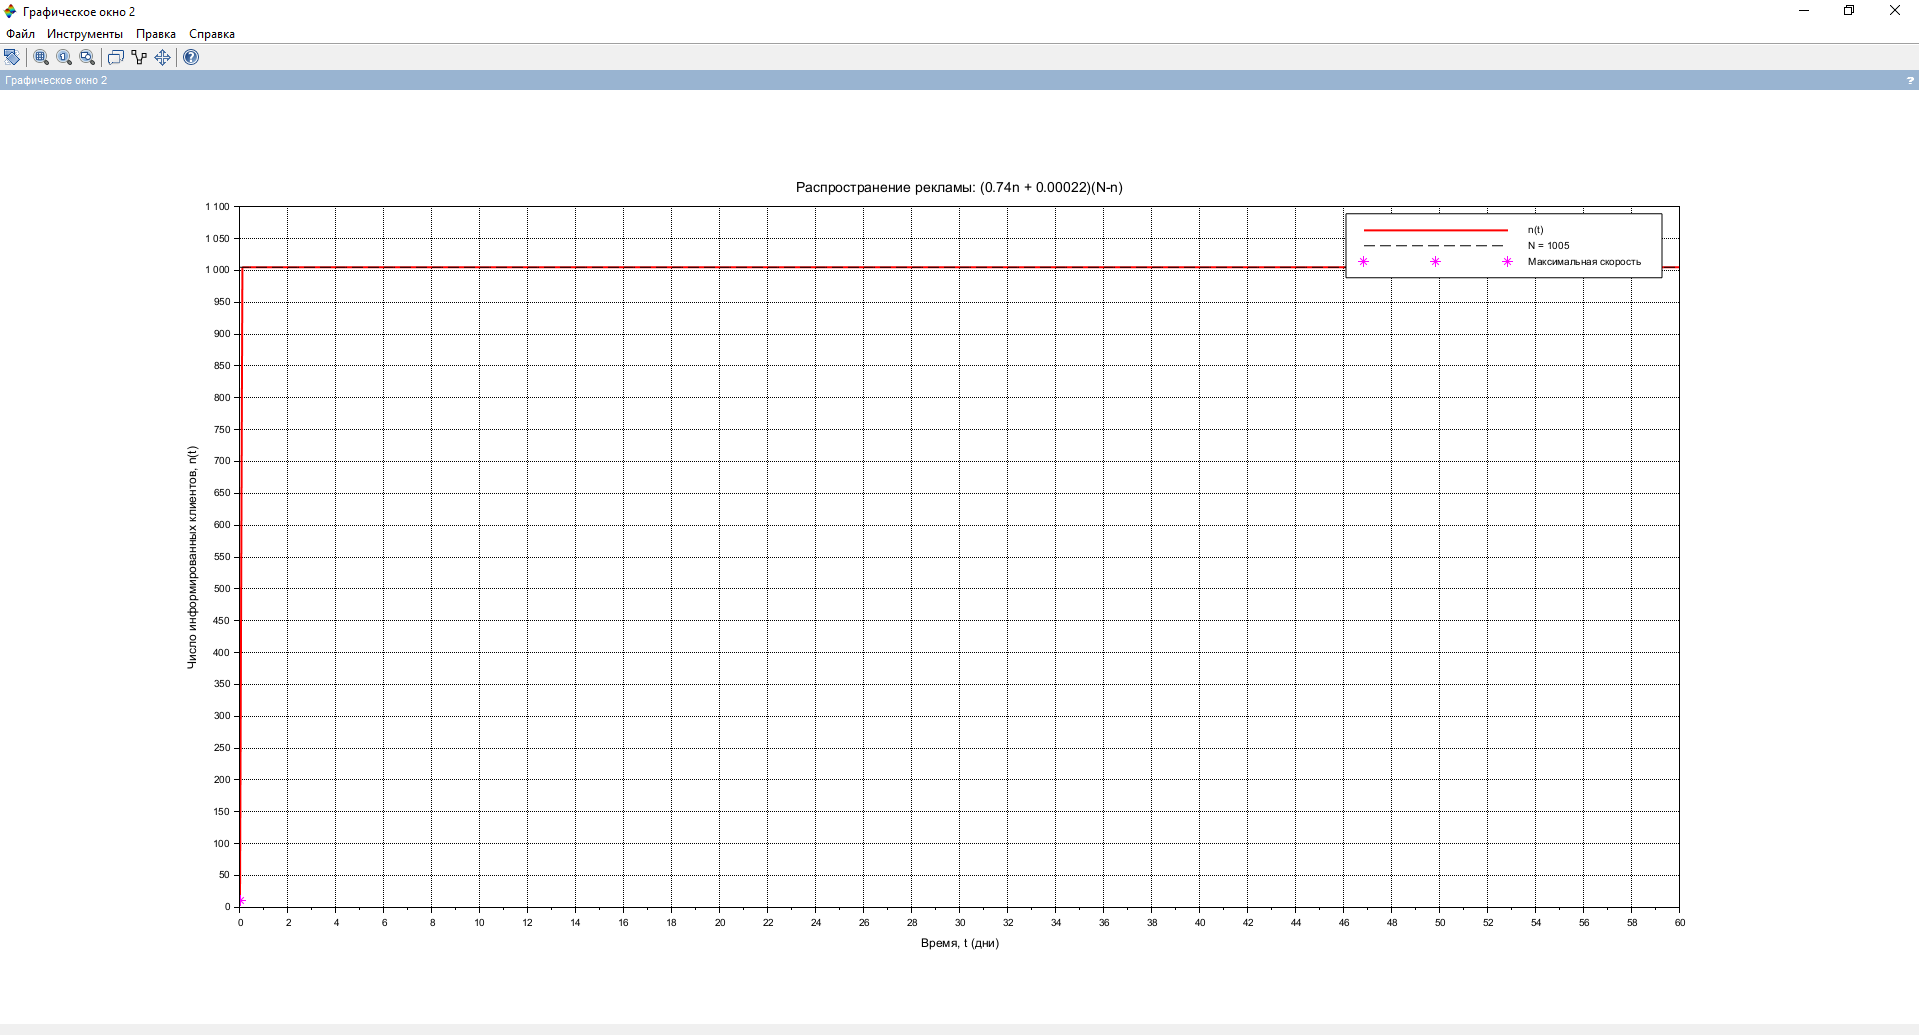 Графическое окно 2
Файл Инструменты Правка Справка
Графическое окно 2 ?
Распространение рекламы: (0.74n + 0.00022)(N-n)
n(t)
N = 1005
Максимальная скорость
Число информированных клиентов, n(t)
1 100
1 050
1 000
950
900
850
800
750
700
650
600
550
500
450
400
350
300
250
200
150
100
50
0
0 2 4 6 8 10 12 14 16 18 20 22 24 26 28 30 32 34 36 38 40 42 44 46 48 50 52 54 56 58 60
Время, t (дни)